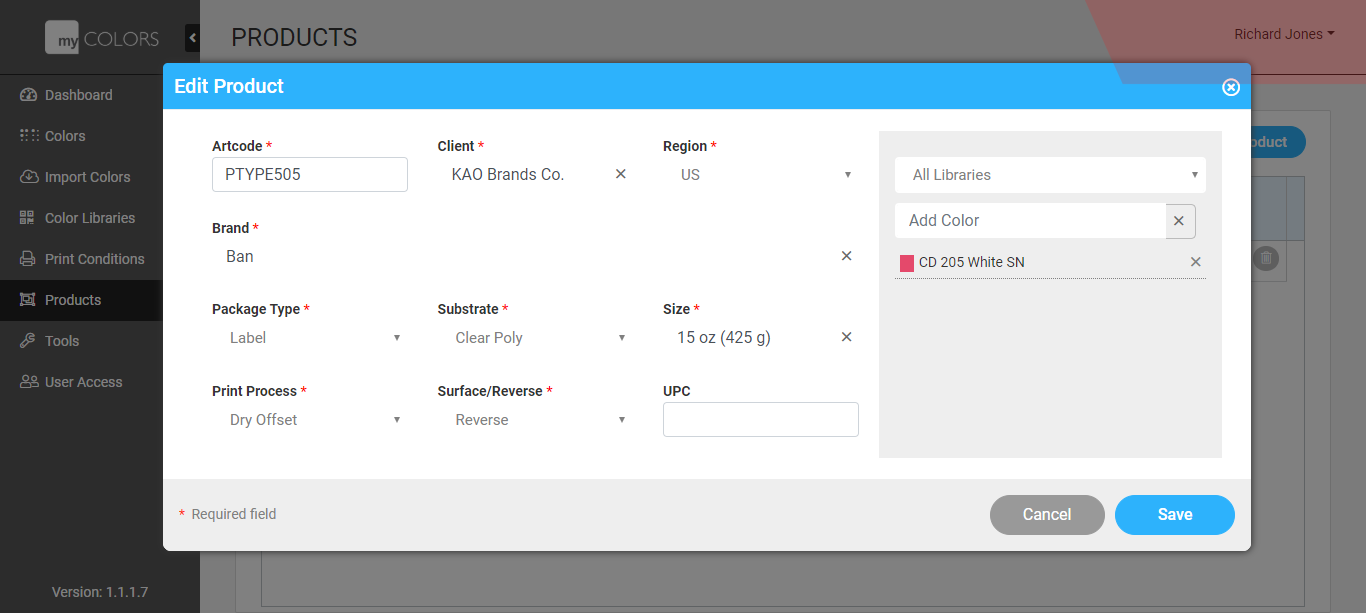 my COLORS
PRODUCTS
Richard Jones
Dashboard
Colors
Import Colors
Color Libraries
Print Conditions
Products
Tools
User Access
Version: 1.1.1.7
oduct
Edit Product
Artcode *
PTYPE505
Client *
KAO Brands Co.
Region *
US
Brand *
Ban
Package Type *
Label
Substrate *
Clear Poly
Size *
15 oz (425 g)
Print Process *
Dry Offset
Surface/Reverse *
Reverse
UPC
All Libraries
Add Color
CD 205 White SN
* Required field
Cancel
Save